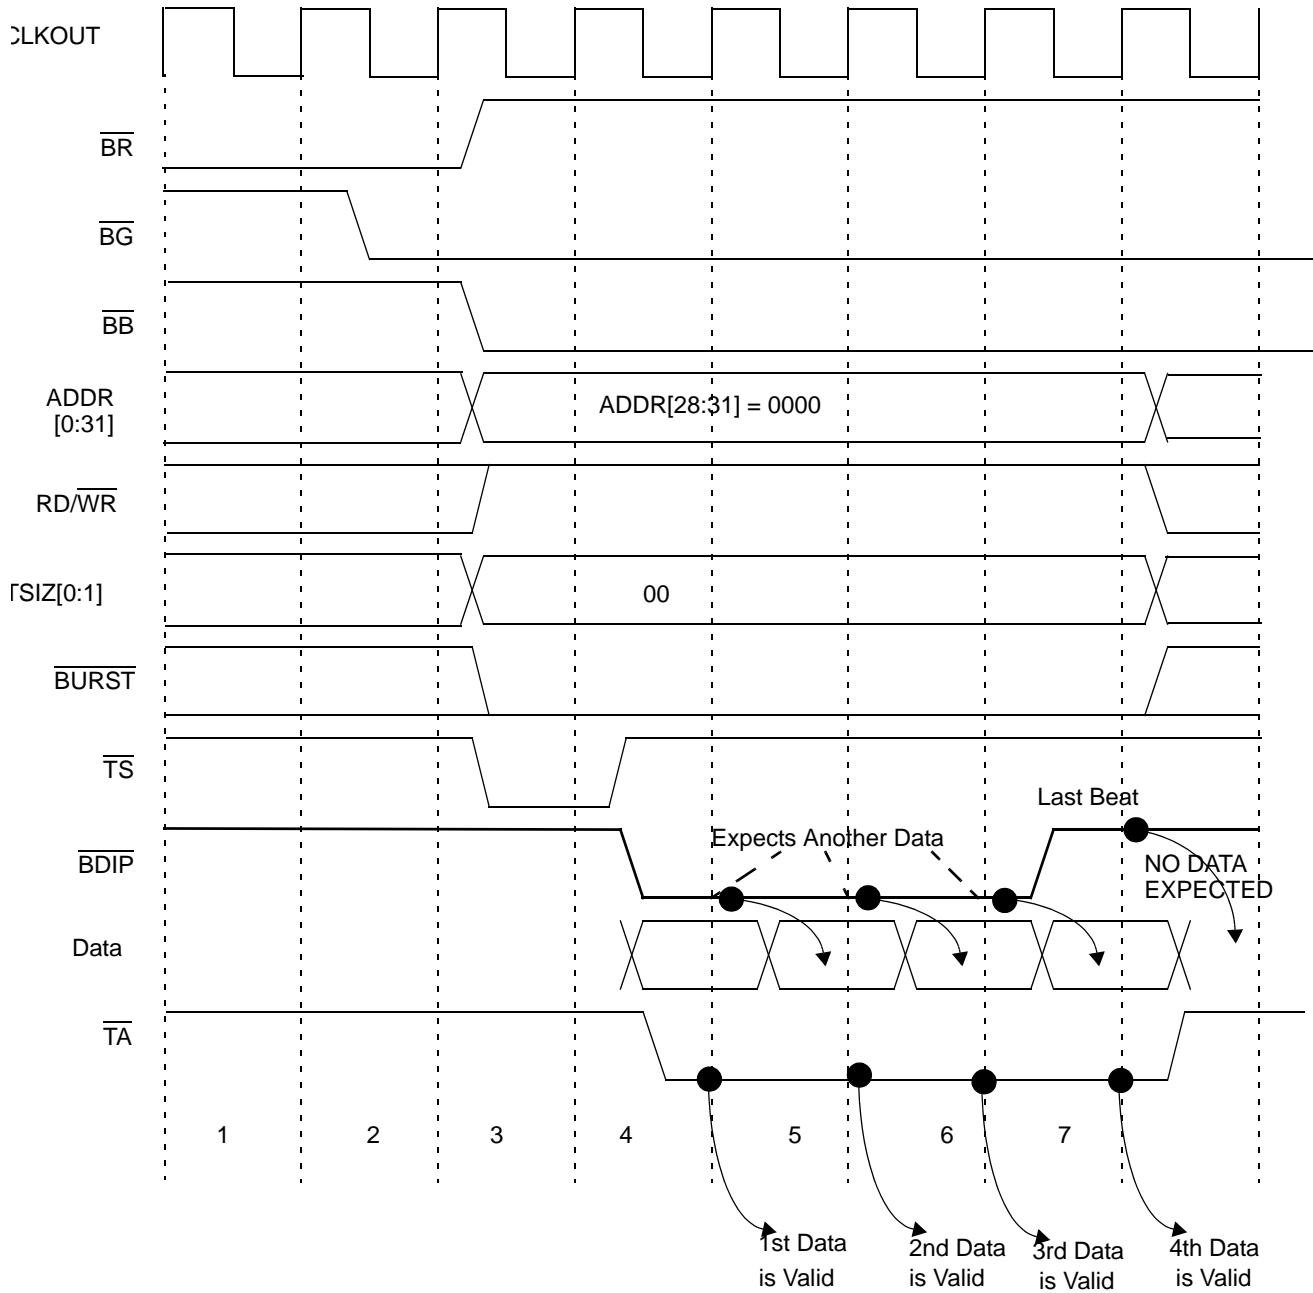 CLKOUT
BR
BG
BB
ADDR
[0:31]
ADDR[28:31] = 0000
RD/WR
TSIZ[0:1]
00
BURST
TS
Last Beat
BDIP
Expects Another Data
NO DATA
EXPECTED
Data
TA
1 2 3 4 5 6 7
1st Data
is Valid
2nd Data
is Valid
3rd Data
is Valid
4th Data
is Valid